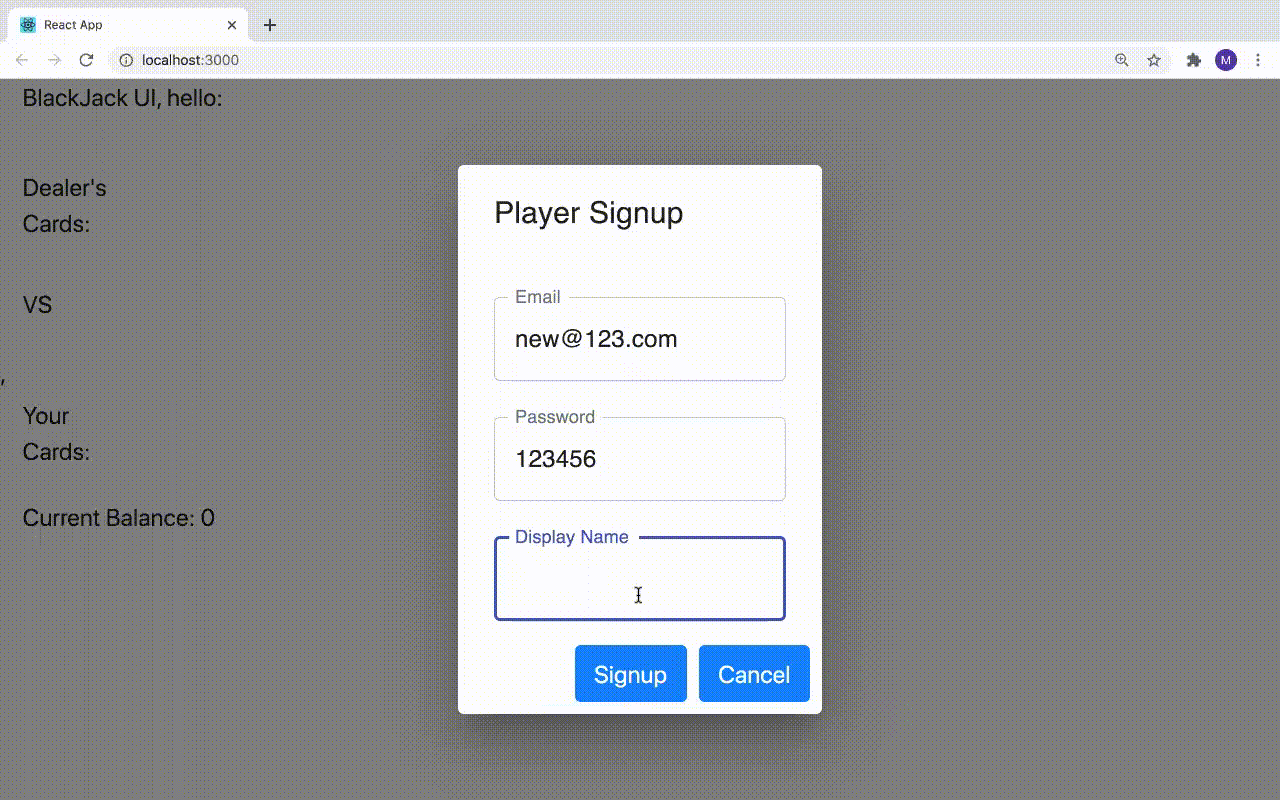 React App
localhost:3000
M
BlackJack UI, hello:
Dealer's
Cards:
VS
,
Your
Cards:
Current Balance: 0
Player Signup
Email
new@123.com
Password
123456
Display Name
Signup Cancel